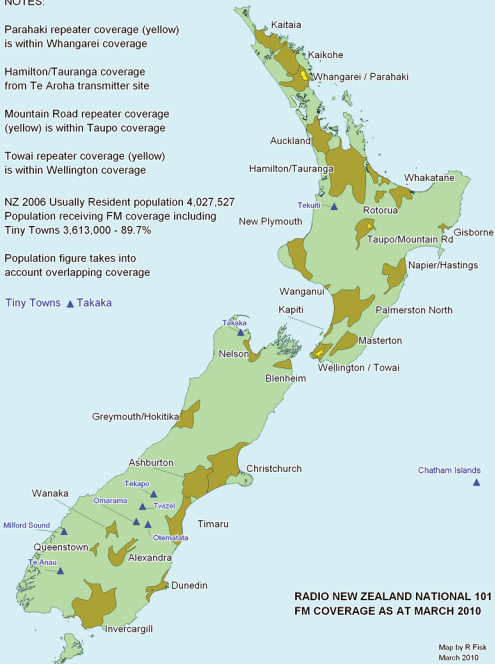 NOTES:
Parahaki repeater coverage (yellow)
is within Whangarei coverage
Hamilton/Tauranga coverage
from Te Aroha transmitter site
Mountain Road repeater coverage
(yellow) is within Taupo coverage
Towai repeater coverage (yellow)
is within Wellington coverage
NZ 2006 Usually Resident population 4,027,527
Population receiving FM coverage including
Tiny Towns 3,613,000 - 89.7%
Population figure takes into
account overlapping coverage
Tiny Towns ▲ Takaka
Kaitaia
Kaikohe
Whangarei / Parahaki
Auckland
Hamilton/Tauranga
Whakatane
Tekuiti
Rotorua
New Plymouth
Gisborne
Taupo/Mountain Rd
Napier/Hastings
Wanganui
Kapiti
Palmerston North
Takaka
Masterton
Nelson
Wellington / Towai
Blenheim
Greymouth/Hokitika
Ashburton
Christchurch
Chatham Islands
Tekapo
Wanaka
Omarama
Twizel
Milford Sound
Timaru
Otematata
Queenstown
Alexandra
Te Anau
Dunedin
RADIO NEW ZEALAND NATIONAL 101
FM COVERAGE AS AT MARCH 2010
Invercargill
Map by R Fisk
March 2010